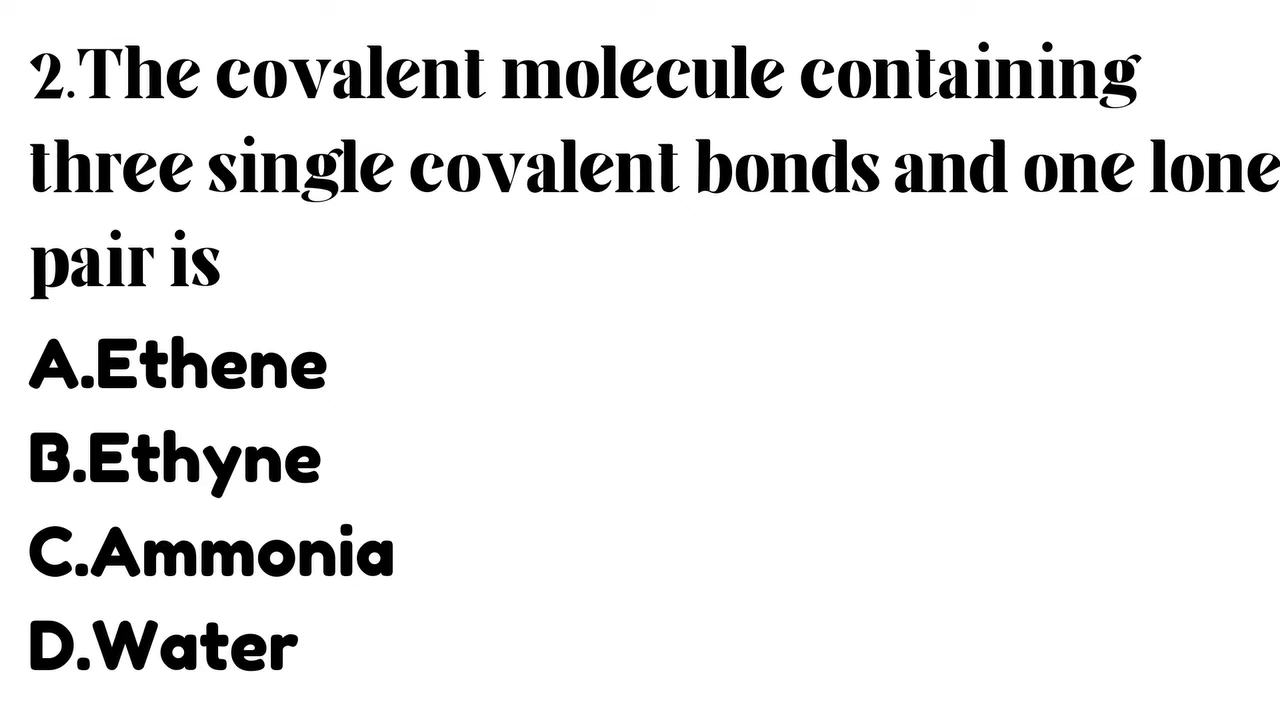 2.The covalent molecule containing
three single covalent bonds and one lone
pair is
A.Ethene
B.Ethyne
C.Ammonia
D.Water